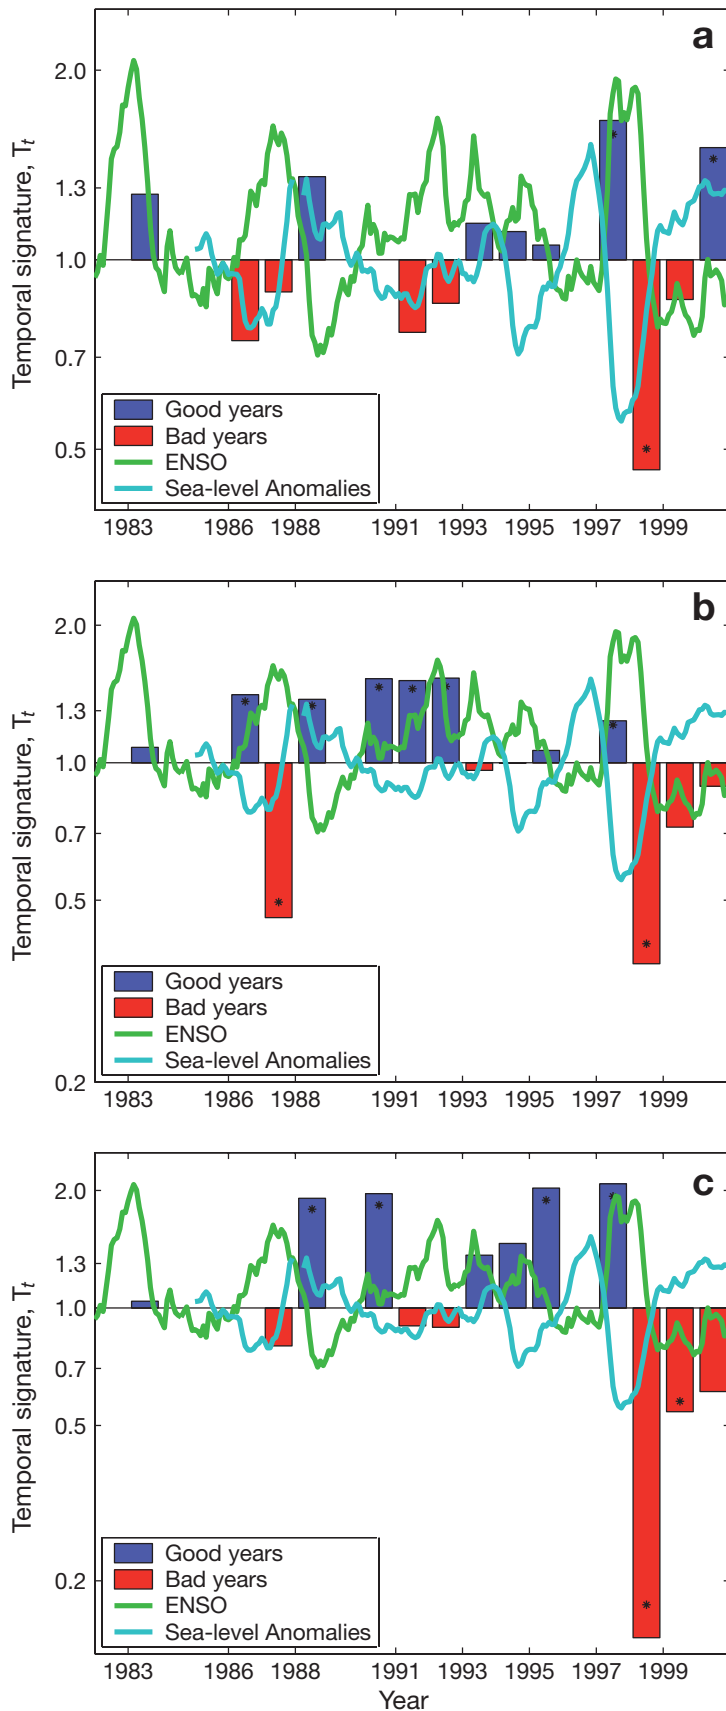 a
Temporal signature, Tt
2.0
1.3
1.0
0.7
0.5
Good years
Bad years
ENSO
Sea-level Anomalies
1983 1986 1988 1991 1993 1995 1997 1999
b
Temporal signature, Tt
2.0
1.3
1.0
0.7
0.5
0.2
Good years
Bad years
ENSO
Sea-level Anomalies
1983 1986 1988 1991 1993 1995 1997 1999
c
Temporal signature, Tt
2.0
1.3
1.0
0.7
0.5
0.2
Good years
Bad years
ENSO
Sea-level Anomalies
1983 1986 1988 1991 1993 1995 1997 1999
Year